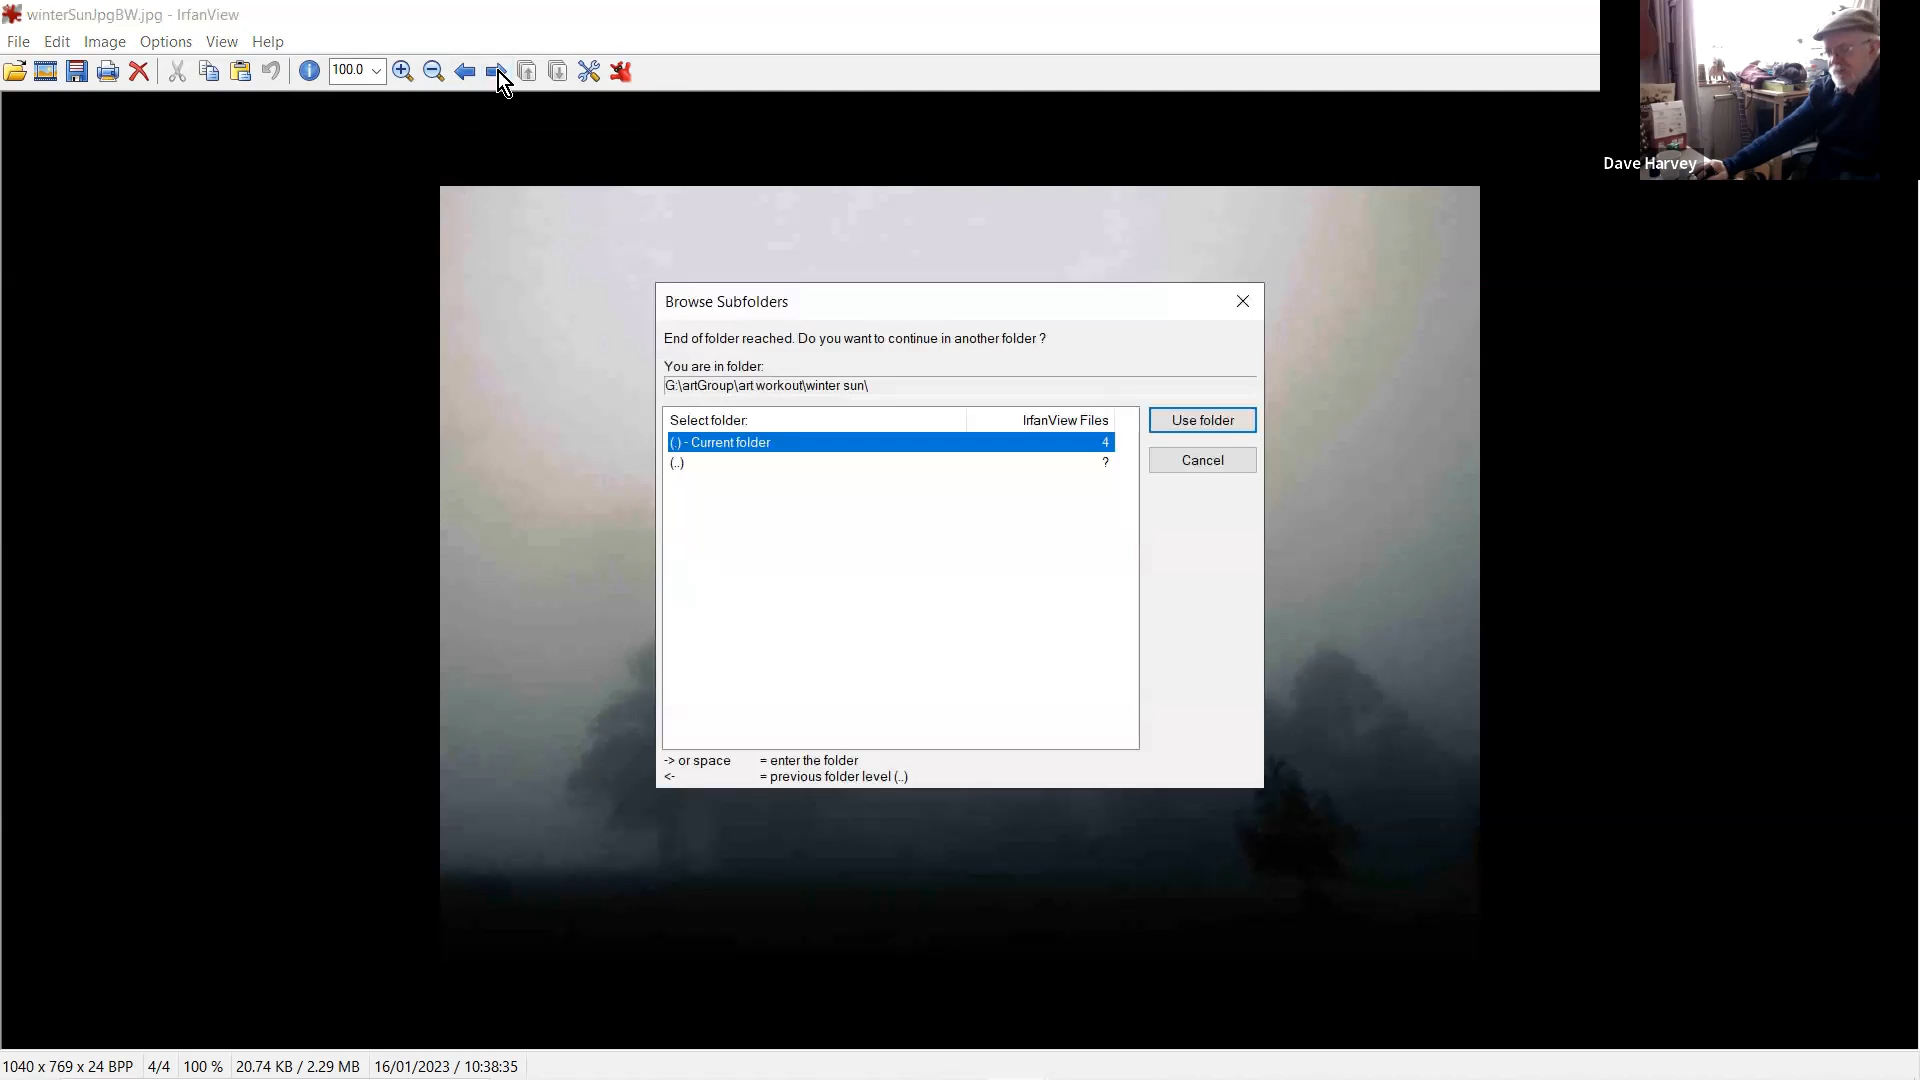 winterSunJpgBW.jpg - IrfanView
File Edit Image Options View Help
100.0
Dave Harvey
Browse Subfolders
End of folder reached. Do you want to continue in another folder ?
You are in folder:
G:\artGroup\art workout\winter sun\
Select folder: IrfanView Files
(.) - Current folder 4
(..) ?
Use folder
Cancel
-> or space = enter the folder
<- = previous folder level (..)
1040 x 769 x 24 BPP 4/4 100 % 20.74 KB / 2.29 MB 16/01/2023 / 10:38:35